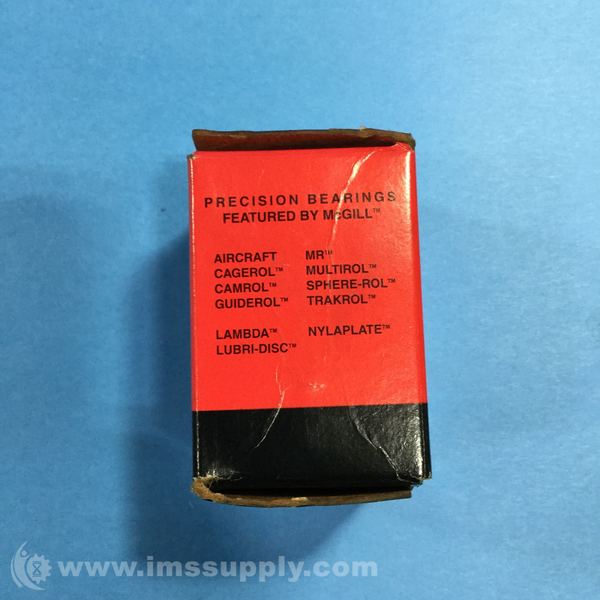 PRECISION BEARINGS
FEATURED BY McGILL™
AIRCRAFT
CAGEROL™
CAMROL™
GUIDEROL™
MR™
MULTIROL™
SPHERE-ROL™
TRAKROL™
LAMBDA™
LUBRI-DISC™
NYLAPLATE™
www.imssupply.com